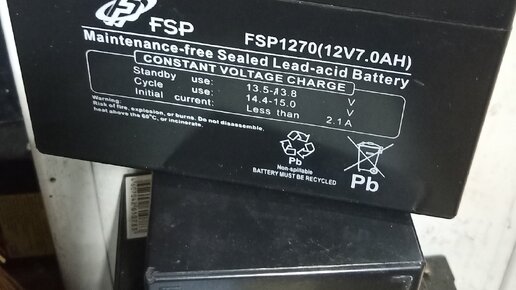 FSP
FSP1270(12V7.0AH)
Maintenance-free Sealed Lead-acid Battery
CONSTANT VOLTAGE CHARGE
Standby use: 13.5-13.8 V
Cycle use: 14.4-15.0 V
Initial current: Less than 2.1A
Warning:
Risk of fire, explosion, or burns. Do not disassemble.
heat above the 60°C, or incinerate.
Pb
Non-spillable
BATTERY MUST BE RECYCLED
Pb